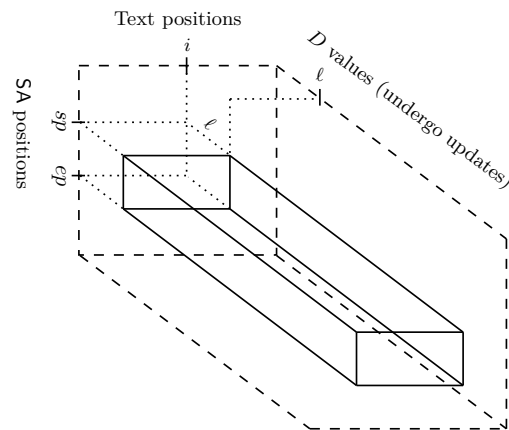 Text positions
i
D values (undergo updates)
ℓ
ℓ
SA positions
sp
ep